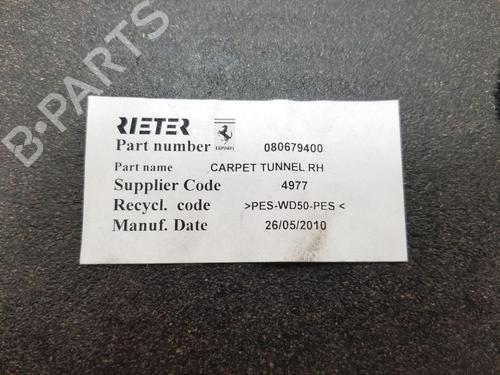 B-PARTS
RIETER
Ferrari
Part number 080679400
Part name CARPET TUNNEL RH
Supplier Code 4977
Recycl. code >PES-WD50-PES <
Manuf. Date 26/05/2010